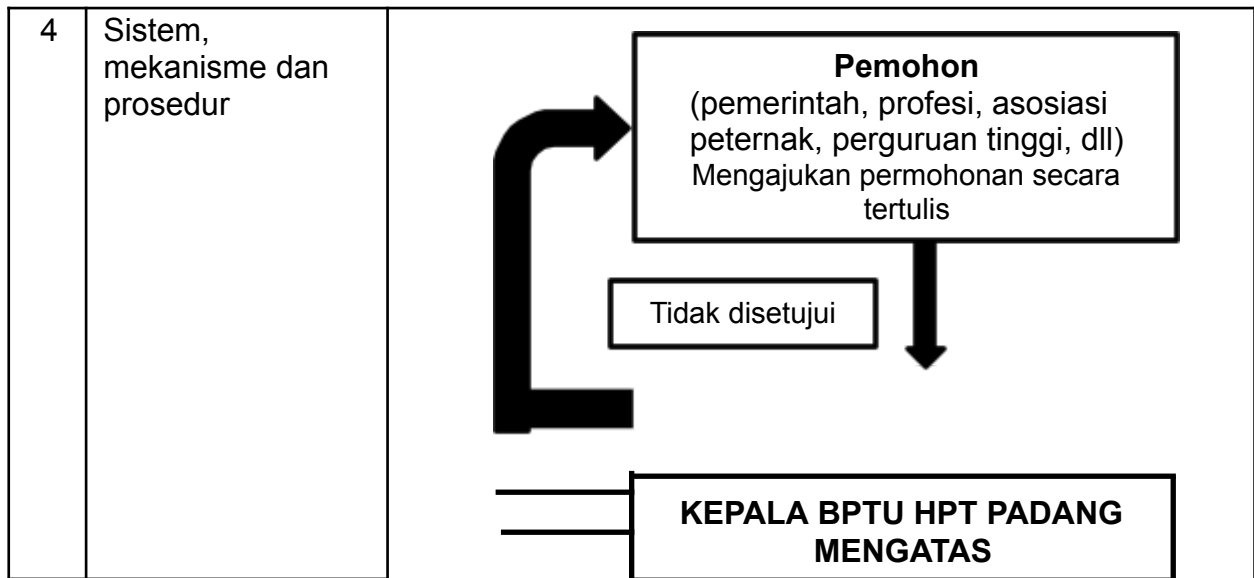 4
Sistem,
mekanisme dan
prosedur
Pemohon
(pemerintah, profesi, asosiasi
peternak, perguruan tinggi, dll)
Mengajukan permohonan secara
tertulis
Tidak disetujui
KEPALA BPTU HPT PADANG
MENGATAS